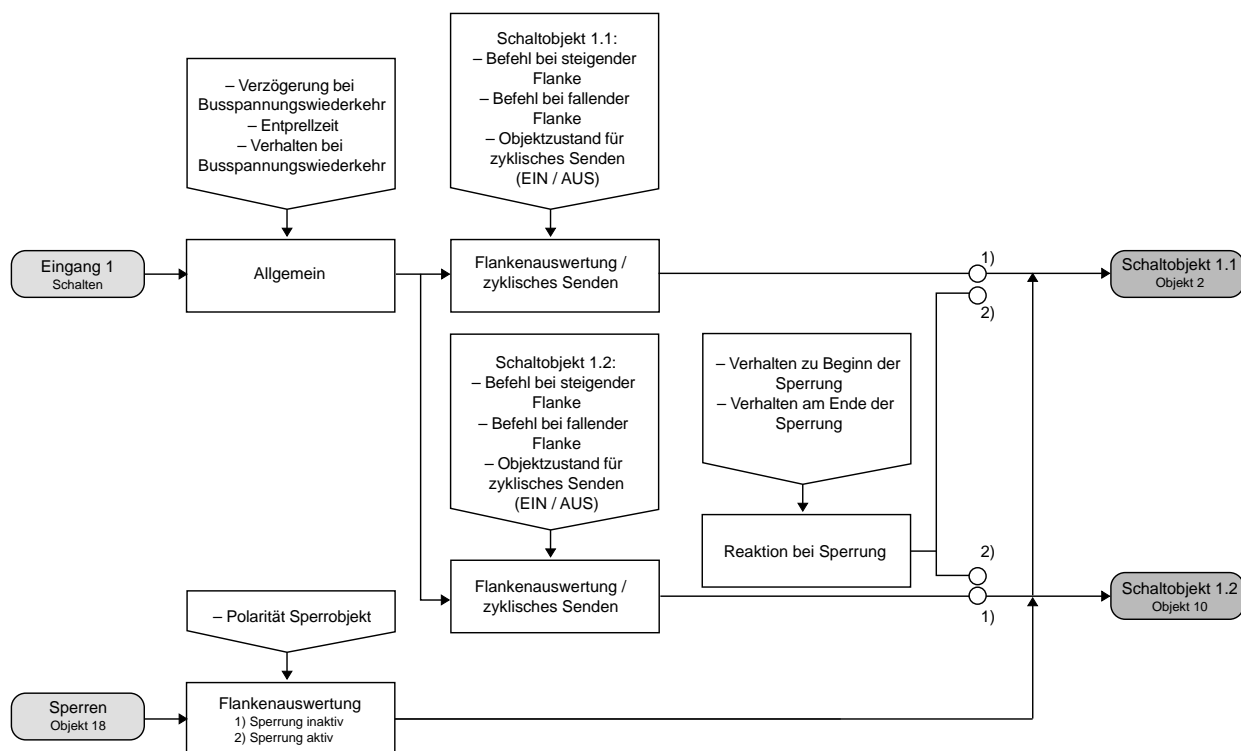 – Verzögerung bei
Busspannungswiederkehr
– Entprellzeit
– Verhalten bei
Busspannungswiederkehr
Schaltobjekt 1.1:
– Befehl bei steigender
Flanke
– Befehl bei fallender
Flanke
– Objektzustand für
zyklisches Senden
(EIN / AUS)
Eingang 1
Schalten
Allgemein
Flankenauswertung /
zyklisches Senden
1)
2)
Schaltobjekt 1.1
Objekt 2
Schaltobjekt 1.2:
– Befehl bei steigender
Flanke
– Befehl bei fallender
Flanke
– Objektzustand für
zyklisches Senden
(EIN / AUS)
– Verhalten zu Beginn der
Sperrung
– Verhalten am Ende der
Sperrung
Reaktion bei Sperrung
Flankenauswertung /
zyklisches Senden
2)
1)
Schaltobjekt 1.2
Objekt 10
– Polarität Sperrobjekt
Sperren
Objekt 18
Flankenauswertung
1) Sperrung inaktiv
2) Sperrung aktiv